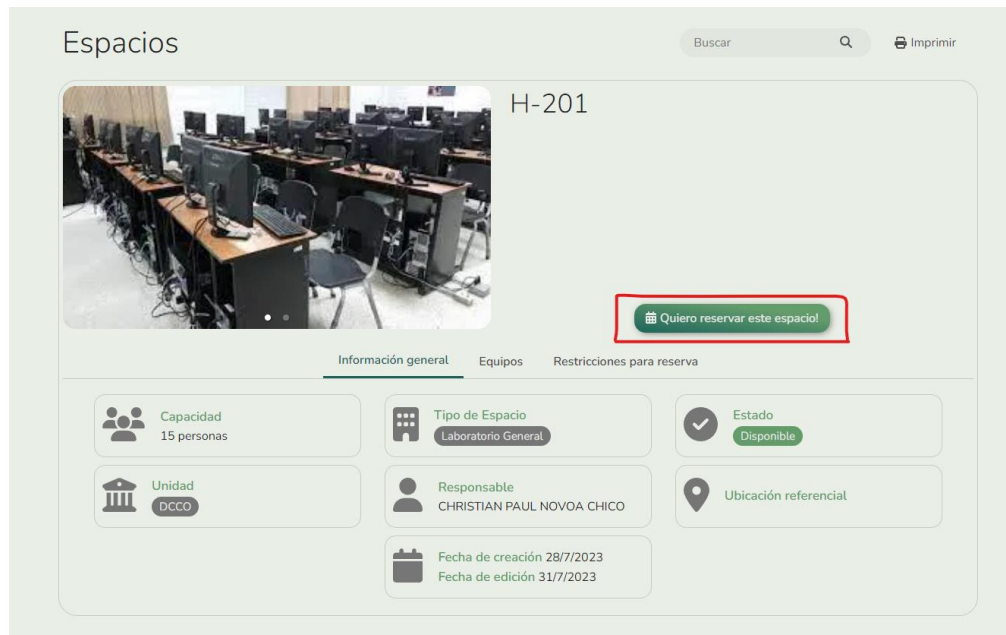 Espacios
Buscar
Imprimir
H-201
Quiero reservar este espacio!
Información general
Equipos
Restricciones para reserva
Capacidad
15 personas
Tipo de Espacio
Laboratorio General
Estado
Disponible
Unidad
DCCO
Responsable
CHRISTIAN PAUL NOVOA CHICO
Ubicación referencial
Fecha de creación 28/7/2023
Fecha de edición 31/7/2023